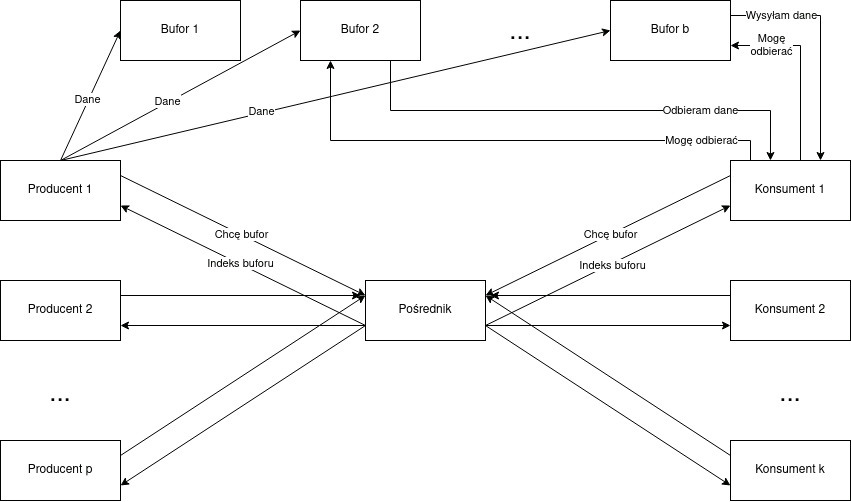 Bufor 1
Bufor 2
...
Bufor b
Wysyłam dane
Mogę
odbierać
Dane
Dane
Dane
Odbieram dane
Mogę odbierać
Producent 1
Konsument 1
Chcę bufor
Chcę bufor
Indeks buforu
Indeks buforu
Producent 2
Pośrednik
Konsument 2
...
...
Producent p
Konsument k